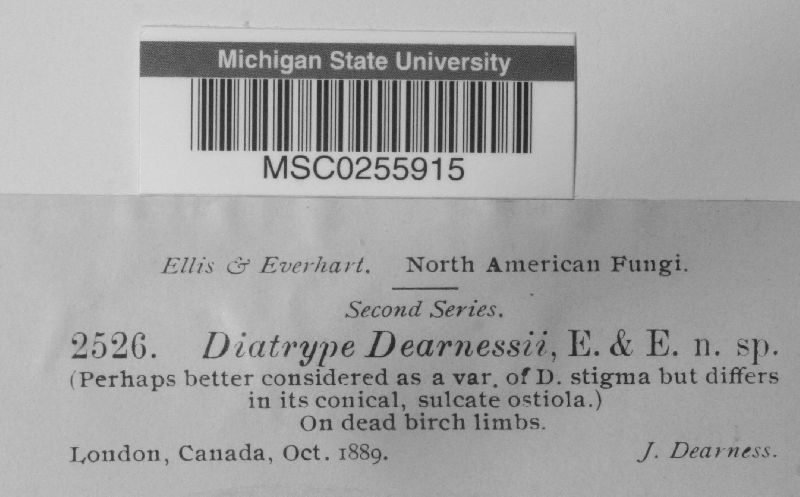 Michigan State University
MSC0255915
Ellis & Everhart. North American Fungi.
Second Series.
2526. Diatrype Dearnessii, E. & E. n. sp.
(Perhaps better considered as a var. of D. stigma but differs
in its conical, sulcate ostiola.)
On dead birch limbs.
London, Canada, Oct. 1889. J. Dearness.